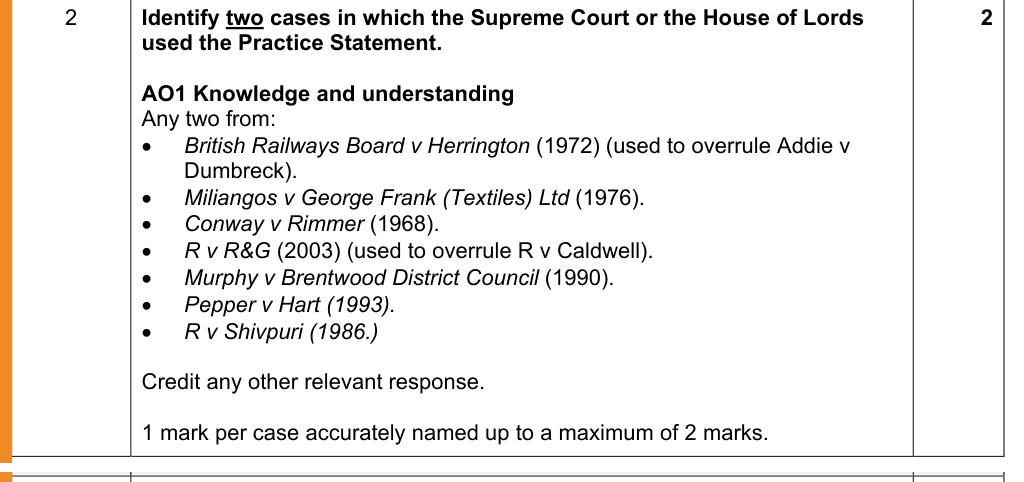 2
Identify two cases in which the Supreme Court or the House of Lords
2
used the Practice Statement.
AO1 Knowledge and understanding
Any two from:
• British Railways Board v Herrington (1972) (used to overrule Addie v
Dumbreck).
• Miliangos v George Frank (Textiles) Ltd (1976).
• Conway v Rimmer (1968).
• R v R&G (2003) (used to overrule R v Caldwell).
• Murphy v Brentwood District Council (1990).
• Pepper v Hart (1993).
• R v Shivpuri (1986.)
Credit any other relevant response.
1 mark per case accurately named up to a maximum of 2 marks.